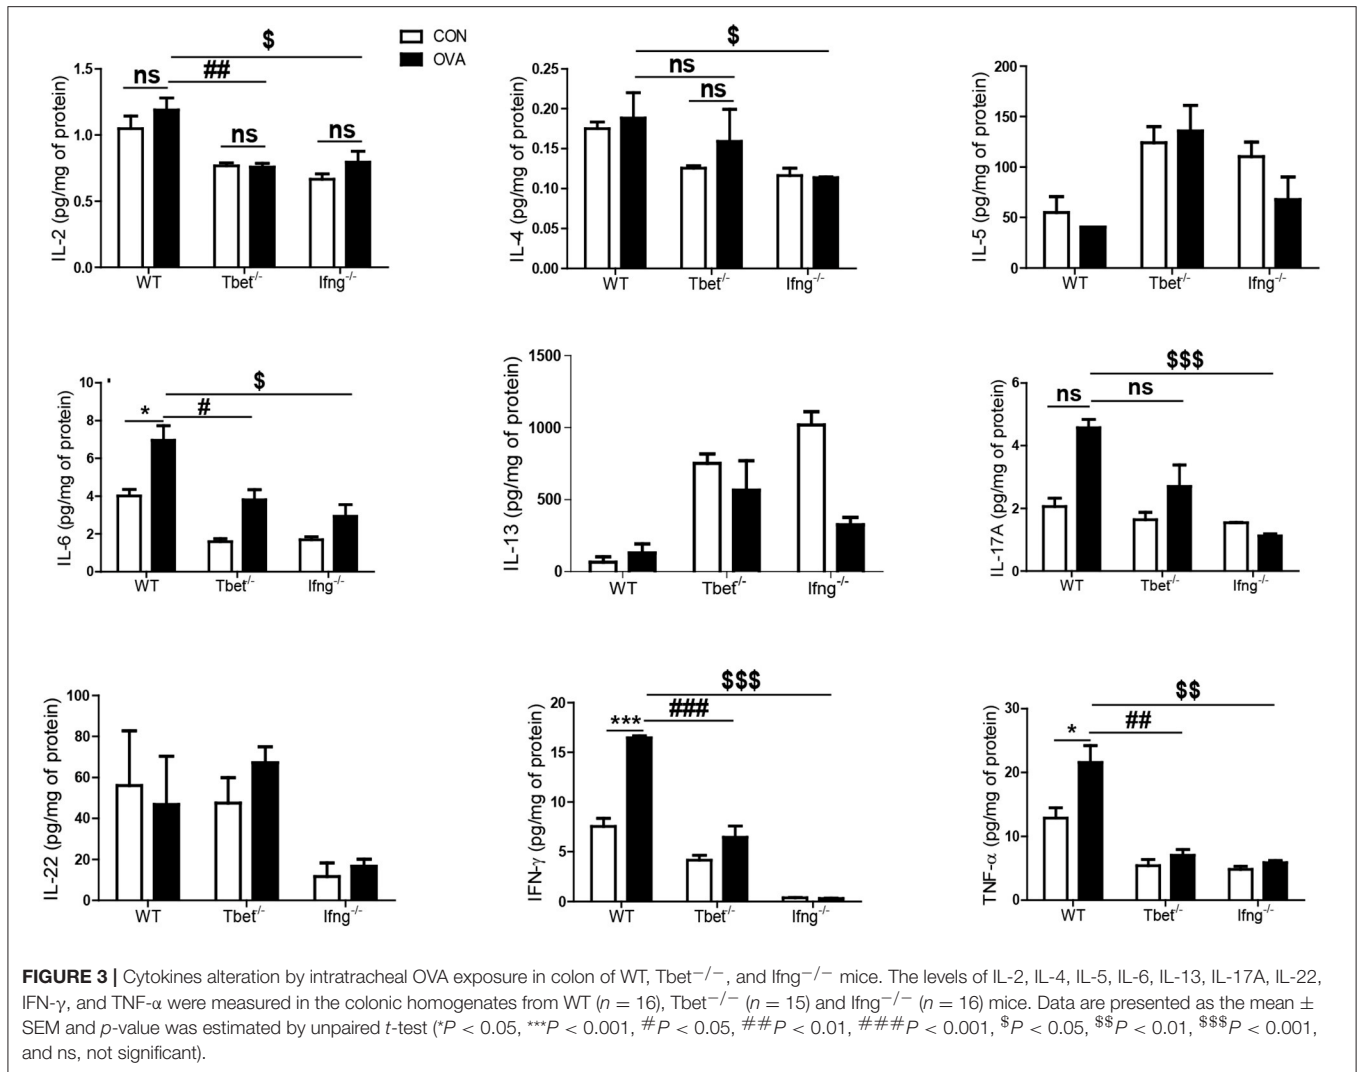 $
CON
OVA
ns
##
1.5
1.0
0.5
0.0
IL-2 (pg/mg of protein)
ns
ns
WT
Tbet-/-
Ifng-/-
$
ns
ns
0.25
0.20
0.15
0.10
0.05
0.00
IL-4 (pg/mg of protein)
WT
Tbet-/-
Ifng-/-
200
150
100
50
0
IL-5 (pg/mg of protein)
WT
Tbet-/-
Ifng-/-
$
*
#
10
8
6
4
2
0
IL-6 (pg/mg of protein)
WT
Tbet-/-
Ifng-/-
1500
1000
500
0
IL-13 (pg/mg of protein)
WT
Tbet-/-
Ifng-/-
$$$
ns
ns
6
4
2
0
IL-17A (pg/mg of protein)
WT
Tbet-/-
Ifng-/-
100
80
60
40
20
0
IL-22 (pg/mg of protein)
WT
Tbet-/-
Ifng-/-
$$$
***
###
20
15
10
5
0
IFN-γ (pg/mg of protein)
WT
Tbet-/-
Ifng-/-
$$
*
##
30
20
10
0
TNF-α (pg/mg of protein)
WT
Tbet-/-
Ifng-/-
FIGURE 3 | Cytokines alteration by intratracheal OVA exposure in colon of WT, Tbet−/−, and Ifng−/− mice. The levels of IL-2, IL-4, IL-5, IL-6, IL-13, IL-17A, IL-22,
IFN-γ, and TNF-α were measured in the colonic homogenates from WT (n = 16), Tbet−/− (n = 15) and Ifng−/− (n = 16) mice. Data are presented as the mean ±
SEM and p-value was estimated by unpaired t-test (*P < 0.05, ***P < 0.001, #P < 0.05, ##P < 0.01, ###P < 0.001, $P < 0.05, $$P < 0.01, $$$P < 0.001,
and ns, not significant).